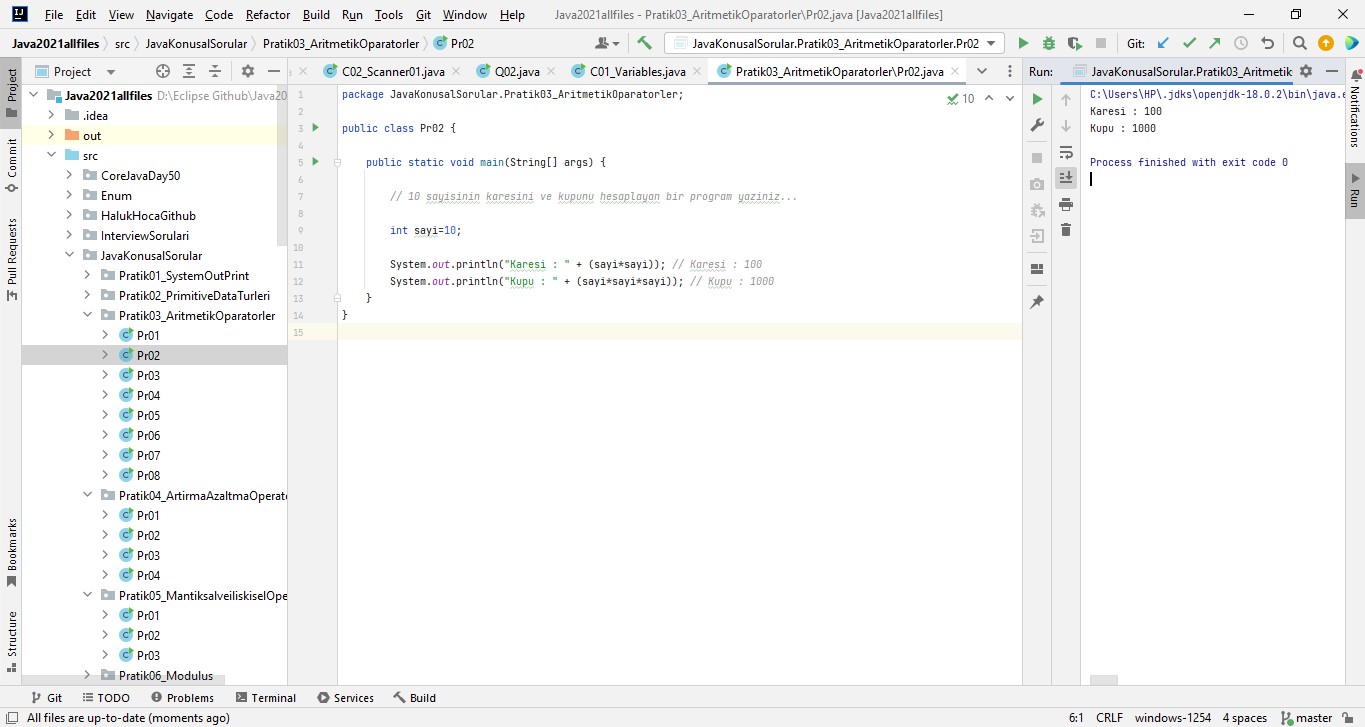 File Edit View Navigate Code Refactor Build Run Tools Git Window Help Java2021allfiles - Pratik03_AritmetikOparatorler\Pr02.java [Java2021allfiles]
Java2021allfiles src JavaKonusalSorular Pratik03_AritmetikOparatorler Pr02 JavaKonusalSorular.Pratik03_AritmetikOparatorler.Pr02 Git:
Project
C02_Scanner01.java Q02.java C01_Variables.java Pratik03_AritmetikOparatorler\Pr02.java
Run: JavaKonusalSorular.Pratik03_Aritmetik
Project
Commit
Pull Requests
Bookmarks
Structure
Java2021allfiles D:\Eclipse Github\Java20
.idea
out
src
CoreJavaDay50
Enum
HalukHocaGithub
InterviewSorulari
JavaKonusalSorular
Pratik01_SystemOutPrint
Pratik02_PrimitiveDataTurleri
Pratik03_AritmetikOparatorler
Pr01
Pr02
Pr03
Pr04
Pr05
Pr06
Pr07
Pr08
Pratik04_ArtirmaAzaltmaOperat
Pr01
Pr02
Pr03
Pr04
Pratik05_MantiksalveiliskiselOpe
Pr01
Pr02
Pr03
Pratik06_Modulus
1 package JavaKonusalSorular.Pratik03_AritmetikOparatorler;
2
3 public class Pr02 {
4
5 public static void main(String[] args) {
6
7 // 10 sayisinin karesini ve kupunu hesaplayan bir program yaziniz...
8
9 int sayi=10;
10
11 System.out.println("Karesi : " + (sayi*sayi)); // Karesi : 100
12 System.out.println("Kupu : " + (sayi*sayi*sayi)); // Kupu : 1000
13 }
14 }
15
10
C:\Users\HP\.jdks\openjdk-18.0.2\bin\java.e
Karesi : 100
Kupu : 1000
Process finished with exit code 0
Notifications
Run
Git TODO Problems Terminal Services Build
All files are up-to-date (moments ago) 6:1 CRLF windows-1254 4 spaces master